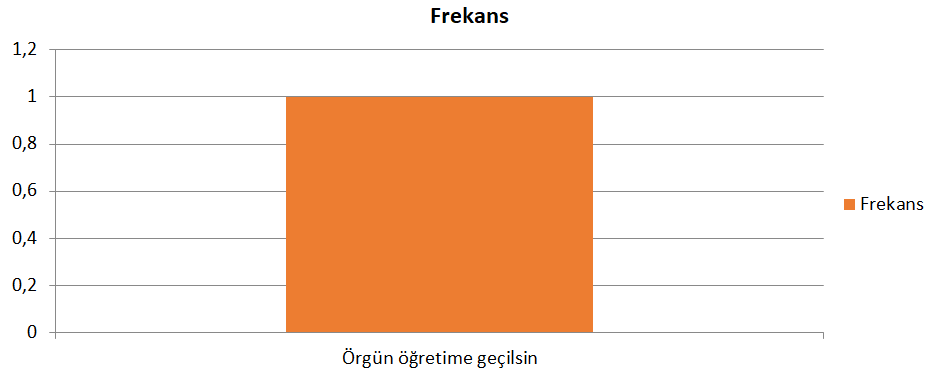 Frekans
1,2
1
0,8
0,6
0,4
0,2
0
Örgün öğretime geçilsin
Frekans